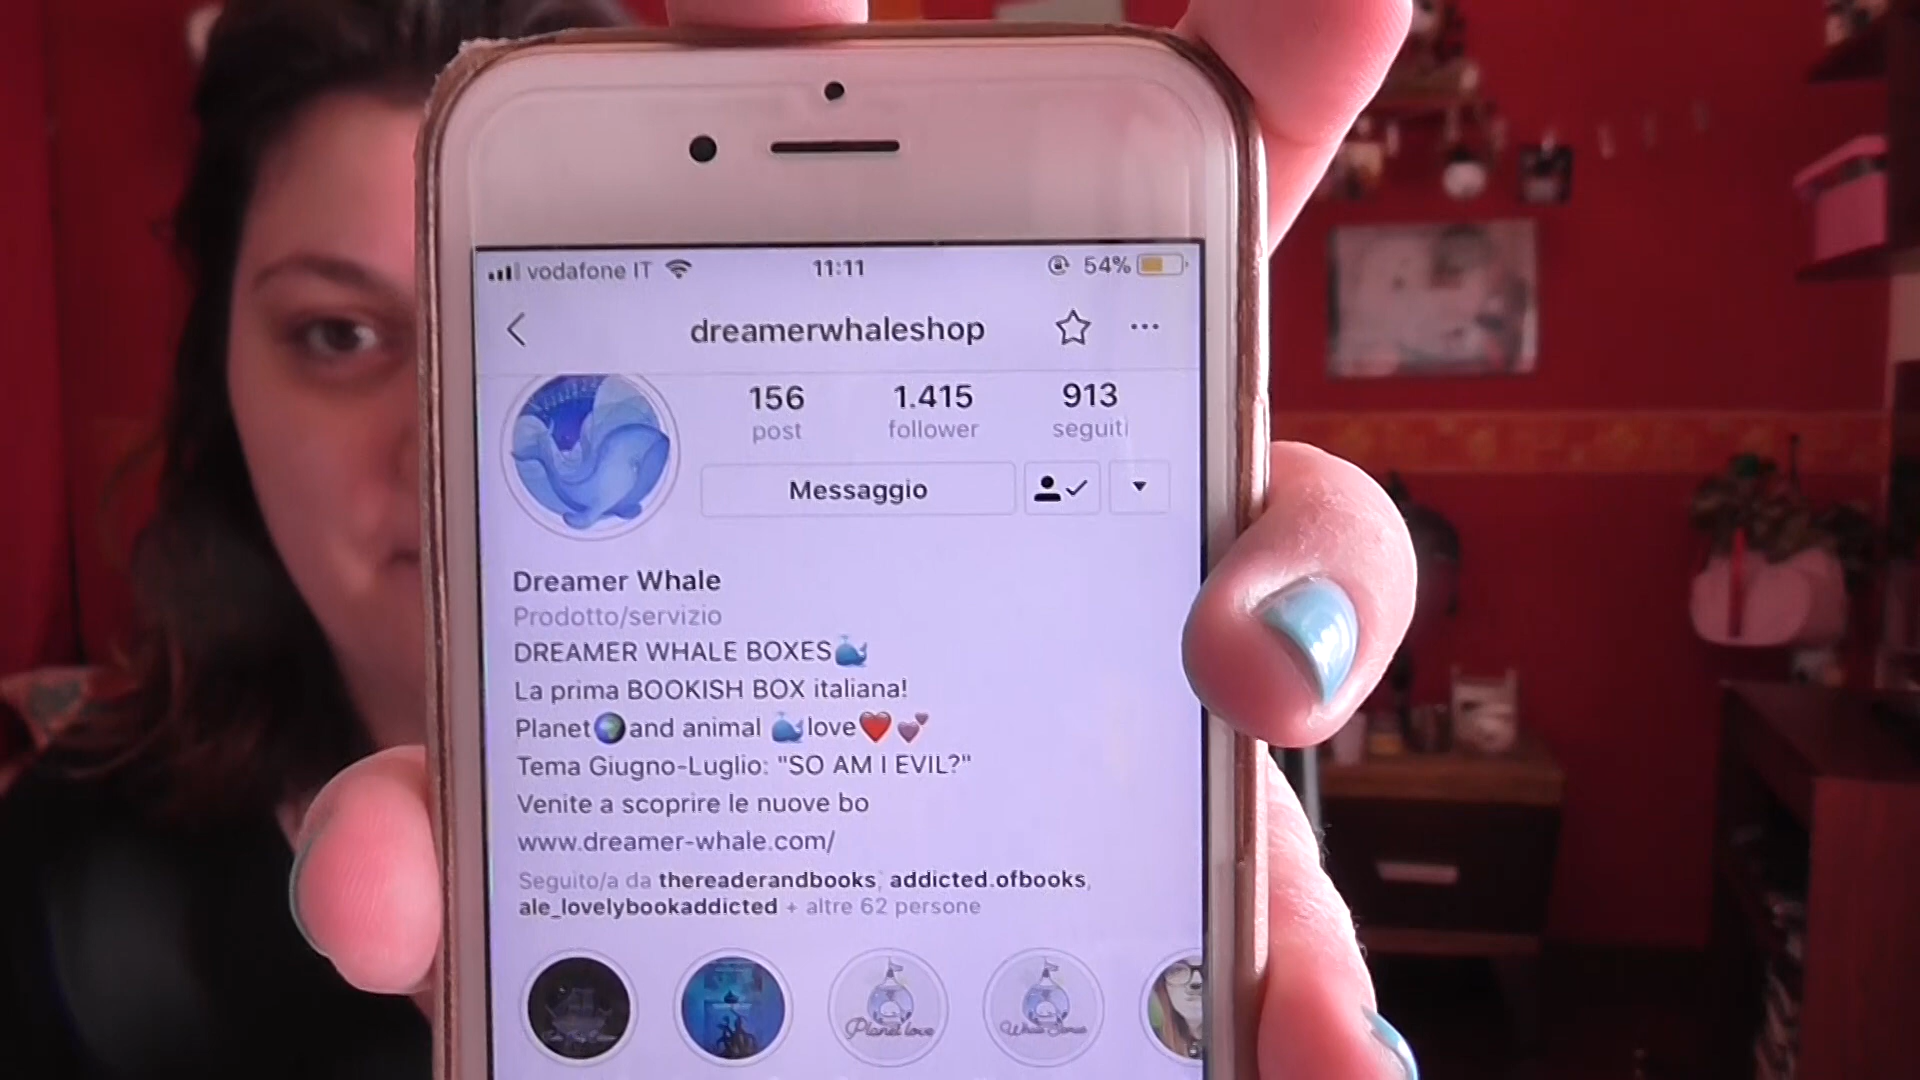 vodafone IT 11:11 54%
dreamerwhaleshop
156 1.415 913
post follower seguiti
Messaggio
Dreamer Whale
Prodotto/servizio
DREAMER WHALE BOXES🐳
La prima BOOKISH BOX italiana!
Planet🌍and animal 🐳love❤️💕
Tema Giugno-Luglio: "SO AM I EVIL?"
Venite a scoprire le nuove bo
www.dreamer-whale.com/
Seguito/a da thereaderandbooks, addicted.ofbooks,
ale_lovelybookaddicted + altre 62 persone
Planet love